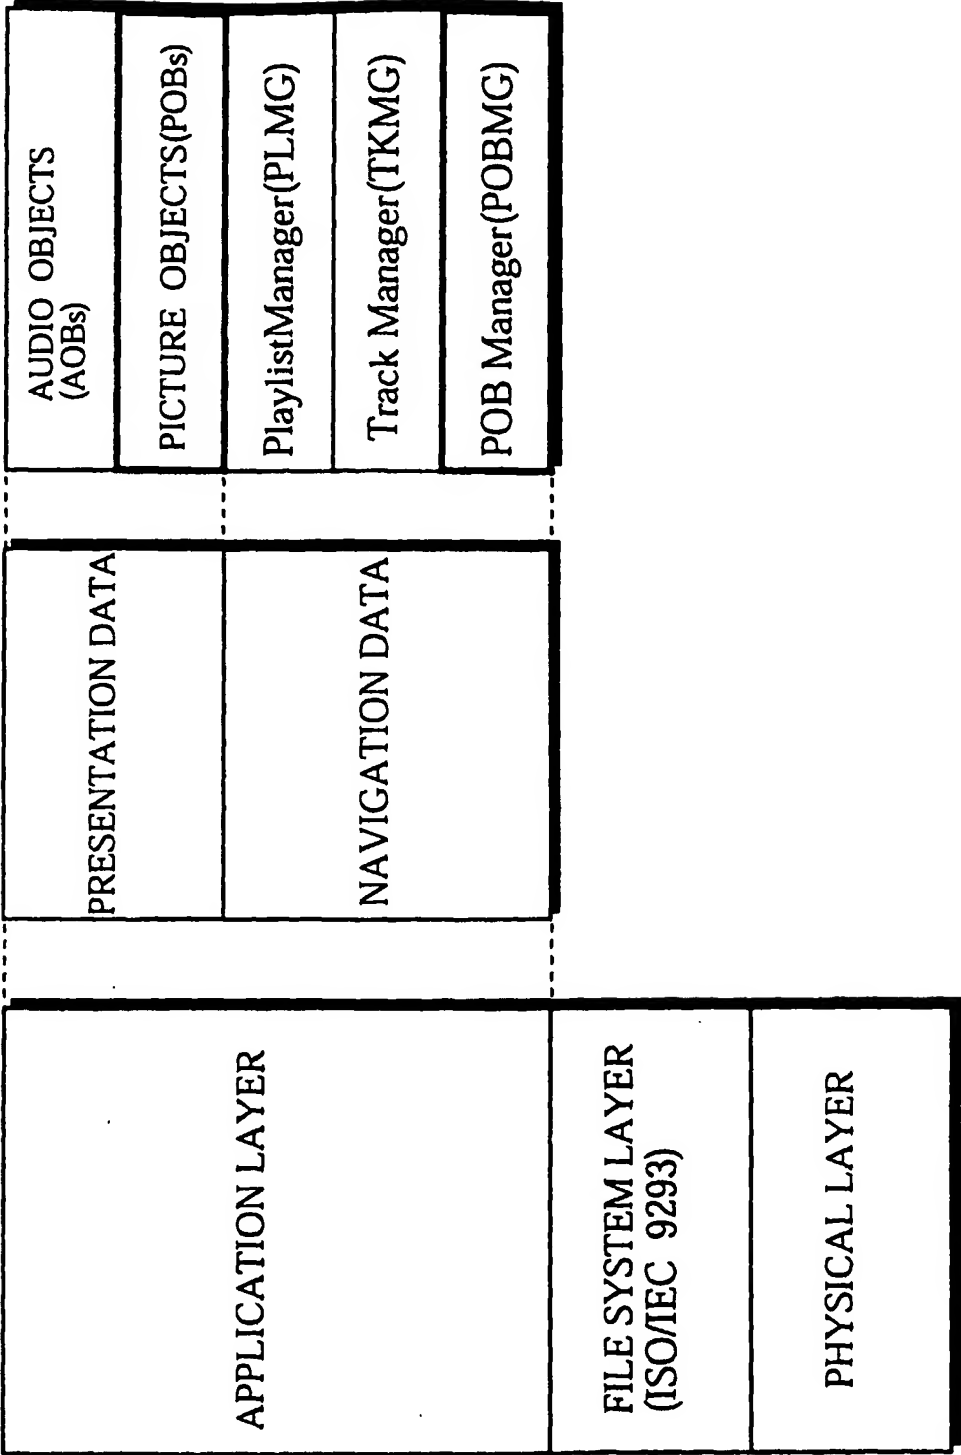 APPLICATION LAYER
FILE SYSTEM LAYER
(ISO/IEC 9293)
PHYSICAL LAYER
PRESENTATION DATA
NAVIGATION DATA
AUDIO OBJECTS
(AOBs)
PICTURE OBJECTS(POBs)
PlaylistManager(PLMG)
Track Manager(TKMG)
POB Manager(POBMG)